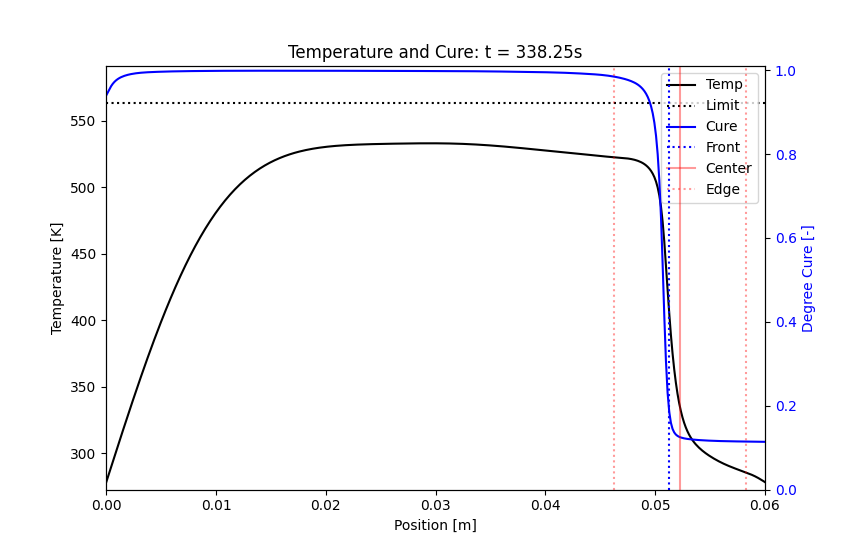 Temperature and Cure: t = 338.25s
Temp
Limit
Cure
Front
Center
Edge
550
500
450
400
350
300
Temperature [K]
1.0
0.8
0.6
0.4
0.2
0.0
Degree Cure [-]
0.00 0.01 0.02 0.03 0.04 0.05 0.06
Position [m]